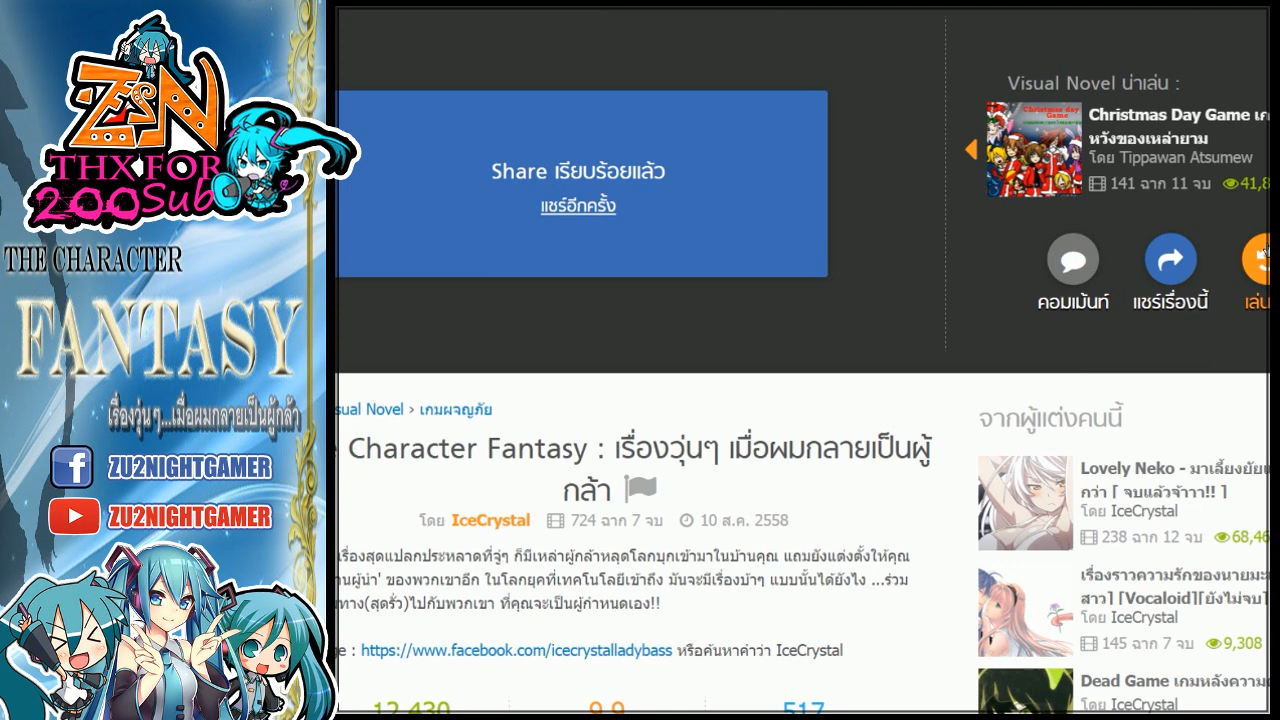 ZSN
THX FOR
200Sub
THE CHARACTER
FANTASY
เรื่องวุ่นๆ...เมื่อผมกลายเป็นผู้กล้า
ZU2NIGHTGAMER
ZU2NIGHTGAMER
Share เรียบร้อยแล้ว
แชร์อีกครั้ง
Visual Novel น่าเล่น :
Christmas Day Game
หวังของเหล่ายาม
โดย Tippawan Atsumew
141 ฉาก 11 จบ 41,8
คอมเม้นท์
แชร์เรื่องนี้
เล่น
sual Novel › เกมผจญภัย
Character Fantasy : เรื่องวุ่นๆ เมื่อผมกลายเป็นผู้
กล้า
โดย IceCrystal 724 ฉาก 7 จบ 10 ส.ค. 2558
เรื่องสุดแปลกประหลาดที่จู่ๆ ก็มีเหล่าผู้กล้าหลุดโลกบุกเข้ามาในบ้านคุณ แถมยังแต่งตั้งให้คุณ
านผู้นำ' ของพวกเขาอีก ในโลกยุคที่เทคโนโลยีเข้าถึง มันจะมีเรื่องบ้าๆ แบบนั้นได้ยังไง ...ร่วม
ทาง(สุดรั่ว)ไปกับพวกเขา ที่คุณจะเป็นผู้กำหนดเอง!!
e : https://www.facebook.com/icecrystalladybass หรือค้นหาคำว่า IceCrystal
12,430 9.9 517
จากผู้แต่งคนนี้
Lovely Neko - มาเลี้ยงยัย
กว่า [ จบแล้วจ้าาา!! ]
โดย IceCrystal
238 ฉาก 12 จบ 68,46
เรื่องราวความรักของนายมะ
สาว] [Vocaloid][ยังไม่จบ]
โดย IceCrystal
145 ฉาก 7 จบ 9,308
Dead Game เกมหลังความ
โดย IceCrystal